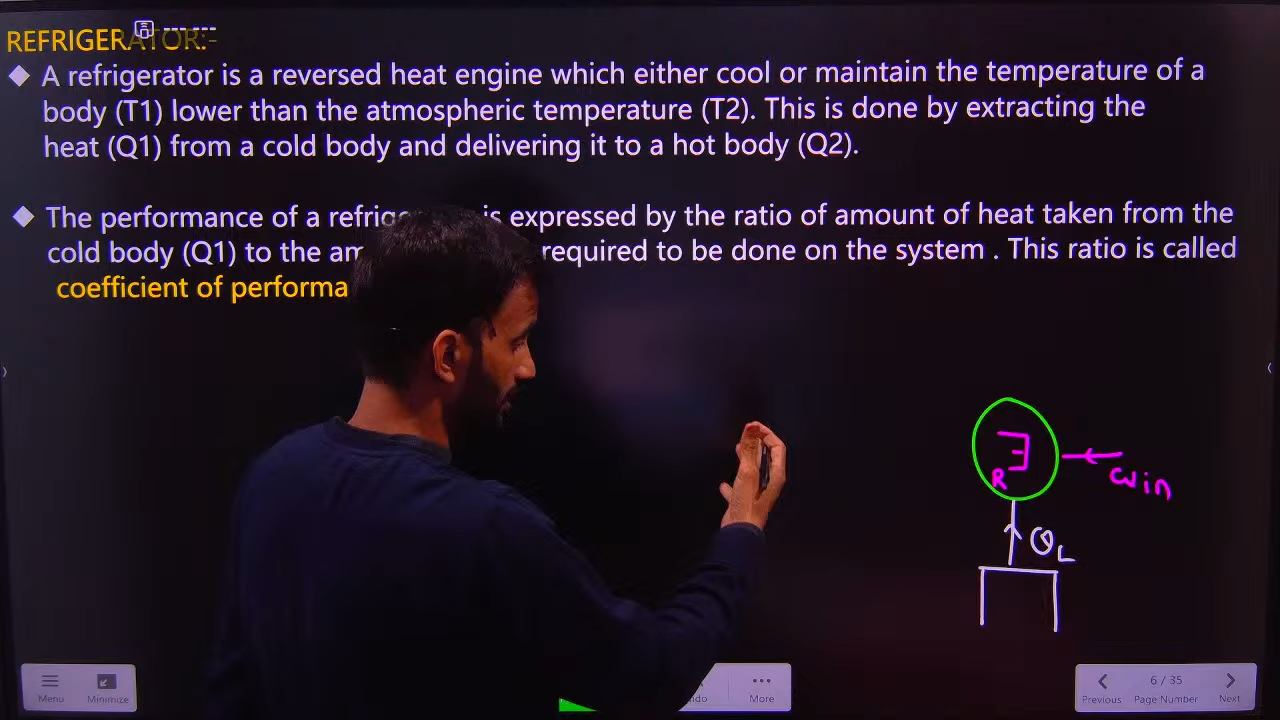 REFRIGERATOR:-
◆ A refrigerator is a reversed heat engine which either cool or maintain the temperature of a
body (T1) lower than the atmospheric temperature (T2). This is done by extracting the
heat (Q1) from a cold body and delivering it to a hot body (Q2).
◆ The performance of a refrige is expressed by the ratio of amount of heat taken from the
cold body (Q1) to the am required to be done on the system . This ratio is called
coefficient of performa
E
R
Win
QL
Menu Minimize More Previous 6 / 35 Page Number Next